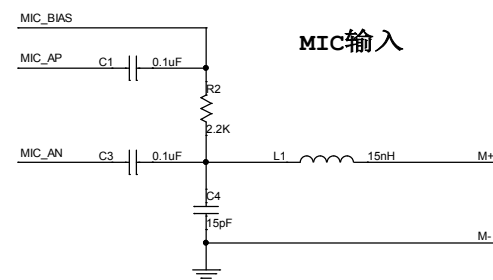 MIC_BIAS
MIC输入
MIC_AP C1 0.1uF
R2
2.2K
MIC_AN C3 0.1uF L1 15nH M+
C4
15pF
M-